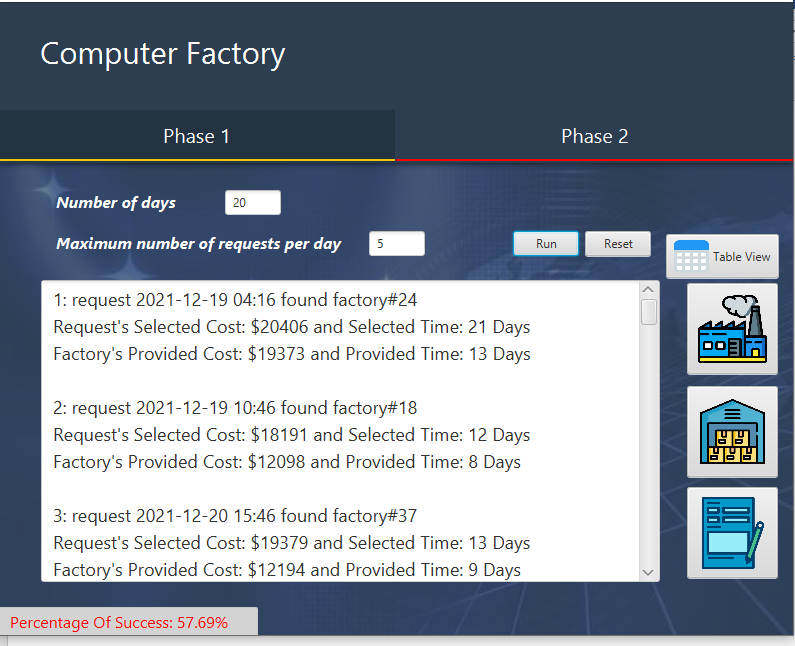 Computer Factory
Phase 1
Phase 2
Number of days
20
Maximum number of requests per day
5
Run
Reset
Table View
1: request 2021-12-19 04:16 found factory#24
Request's Selected Cost: $20406 and Selected Time: 21 Days
Factory's Provided Cost: $19373 and Provided Time: 13 Days
2: request 2021-12-19 10:46 found factory#18
Request's Selected Cost: $18191 and Selected Time: 12 Days
Factory's Provided Cost: $12098 and Provided Time: 8 Days
3: request 2021-12-20 15:46 found factory#37
Request's Selected Cost: $19379 and Selected Time: 13 Days
Factory's Provided Cost: $12194 and Provided Time: 9 Days
Percentage Of Success: 57.69%